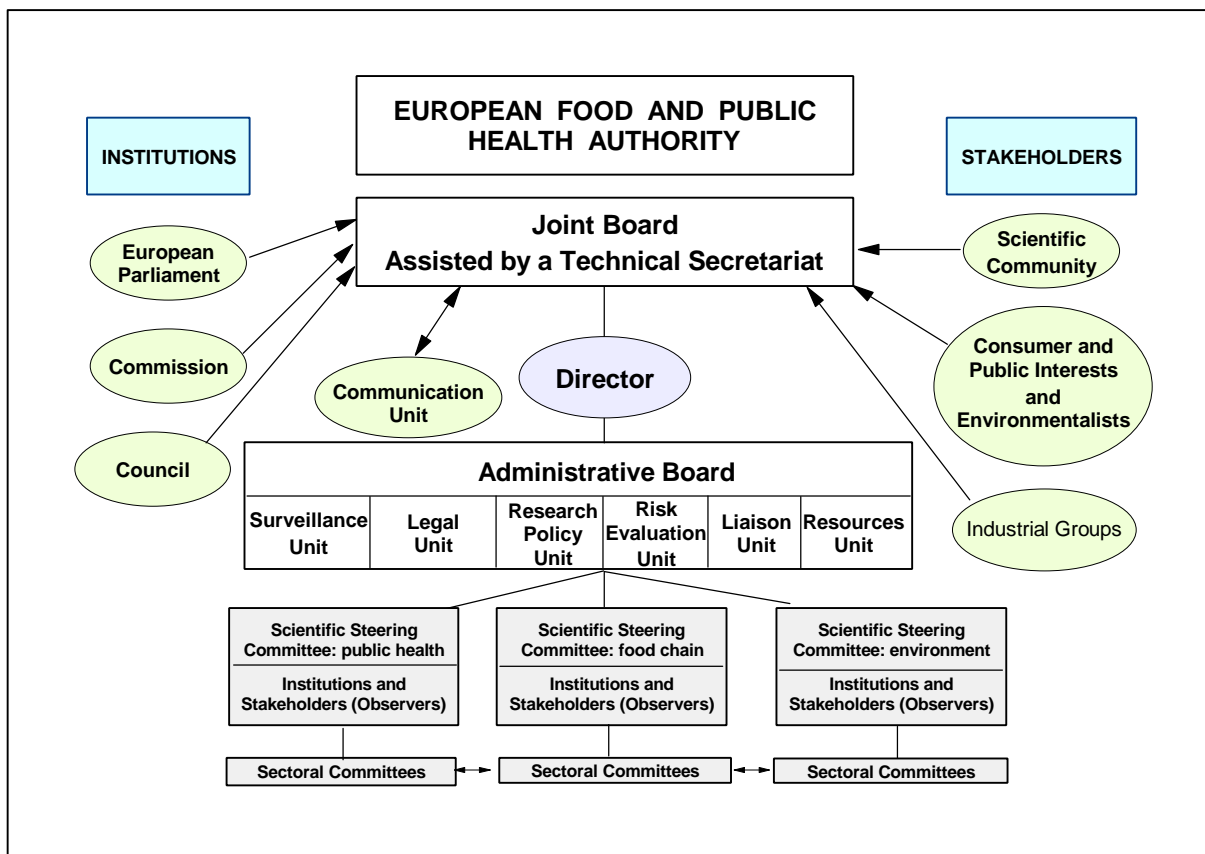 EUROPEAN FOOD AND PUBLIC
HEALTH AUTHORITY
INSTITUTIONS
STAKEHOLDERS
Joint Board
Assisted by a Technical Secretariat
European
Parliament
Scientific
Community
Commission
Communication
Unit
Director
Consumer and
Public Interests
and
Environmentalists
Council
Administrative Board
Surveillance
Unit
Legal
Unit
Research
Policy
Unit
Risk
Evaluation
Unit
Liaison
Unit
Resources
Unit
Industrial Groups
Scientific Steering
Committee: public health
Institutions and
Stakeholders (Observers)
Scientific Steering
Committee: food chain
Institutions and
Stakeholders (Observers)
Scientific Steering
Committee: environment
Institutions and
Stakeholders (Observers)
Sectoral Committees
Sectoral Committees
Sectoral Committees